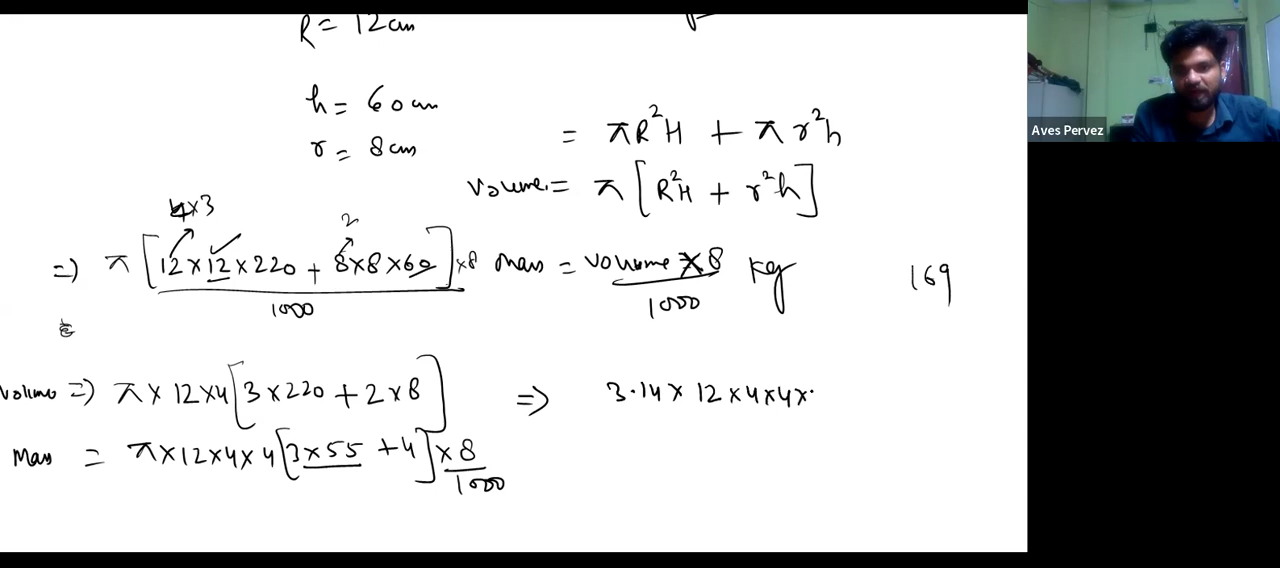 R = 12cm
h = 60cm
r = 8cm
= πR²H + πr²h
Volume = π[R²H + r²h]
4×3
2
=) π[12×12×220 + 8×8×60]×8
1000
Mass = volume × 8 kg
1000
169
Volume =) π × 12×4[3×220 + 2×8] => 3.14 × 12×4×4×
Mass = π×12×4×4[3×55 + 4] × 8
1000
Aves Pervez